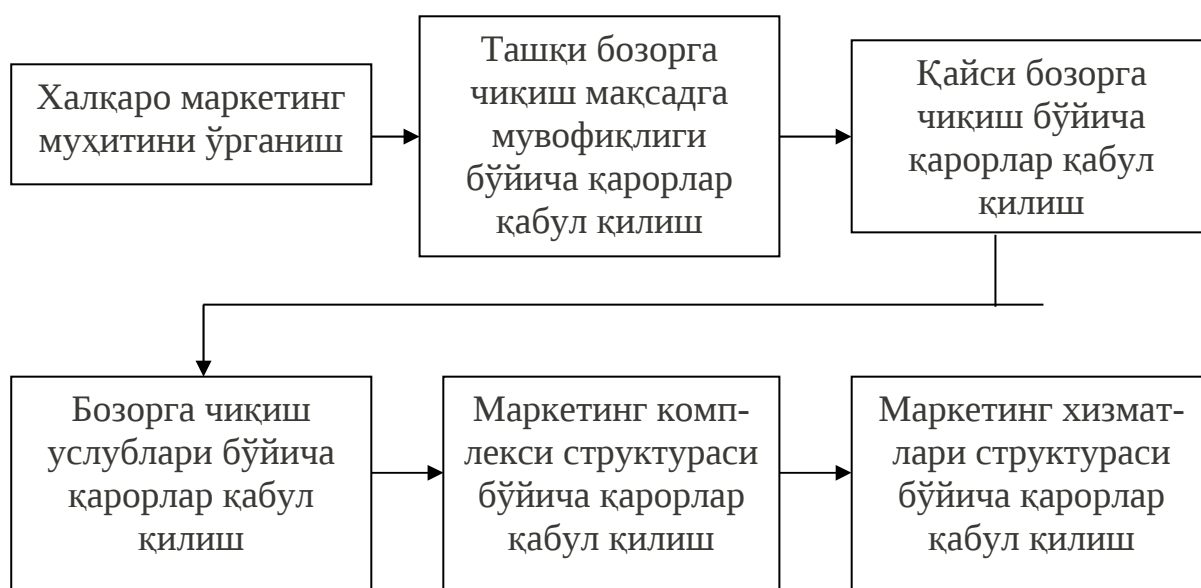 Халқаро маркетинг
муҳитини ўрганиш
Ташқи бозорга
чиқиш мақсадга
мувофиқлиги
бўйича қарорлар
қабул қилиш
Қайси бозорга
чиқиш бўйича
қарорлар қабул
қилиш
Бозорга чиқиш
услублари бўйича
қарорлар қабул
қилиш
Маркетинг комп-
лекси структураси
бўйича қарорлар
қабул қилиш
Маркетинг хизмат-
лари структураси
бўйича қарорлар
қабул қилиш